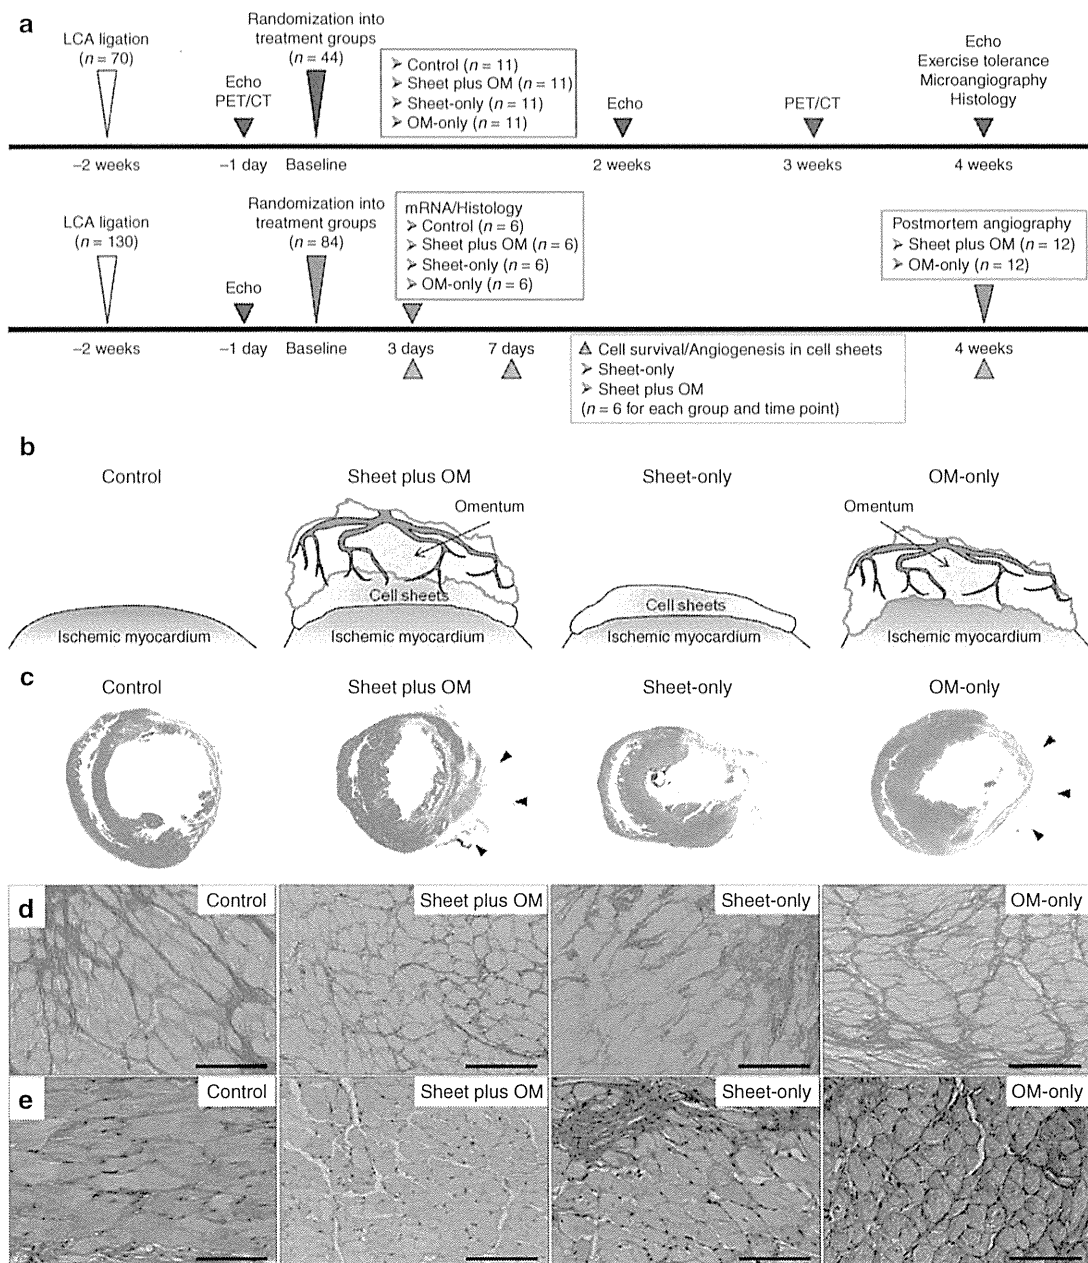 a
LCA ligation
(n = 70)
Echo
PET/CT
Randomization into
treatment groups
(n = 44)
➢ Control (n = 11)
➢ Sheet plus OM (n = 11)
➢ Sheet-only (n = 11)
➢ OM-only (n = 11)
Echo
PET/CT
Echo
Exercise tolerance
Microangiography
Histology
–2 weeks
–1 day
Baseline
2 weeks
3 weeks
4 weeks
LCA ligation
(n = 130)
Echo
Randomization into
treatment groups
(n = 84)
mRNA/Histology
➢ Control (n = 6)
➢ Sheet plus OM (n = 6)
➢ Sheet-only (n = 6)
➢ OM-only (n = 6)
Postmortem angiography
➢ Sheet plus OM (n = 12)
➢ OM-only (n = 12)
–2 weeks
–1 day
Baseline
3 days
7 days
4 weeks
Cell survival/Angiogenesis in cell sheets
➢ Sheet-only
➢ Sheet plus OM
(n = 6 for each group and time point)
b
Control
Sheet plus OM
Sheet-only
OM-only
Omentum
Omentum
Cell sheets
Cell sheets
Ischemic myocardium
Ischemic myocardium
Ischemic myocardium
Ischemic myocardium
c
Control
Sheet plus OM
Sheet-only
OM-only
d
Control
Sheet plus OM
Sheet-only
OM-only
e
Control
Sheet plus OM
Sheet-only
OM-only